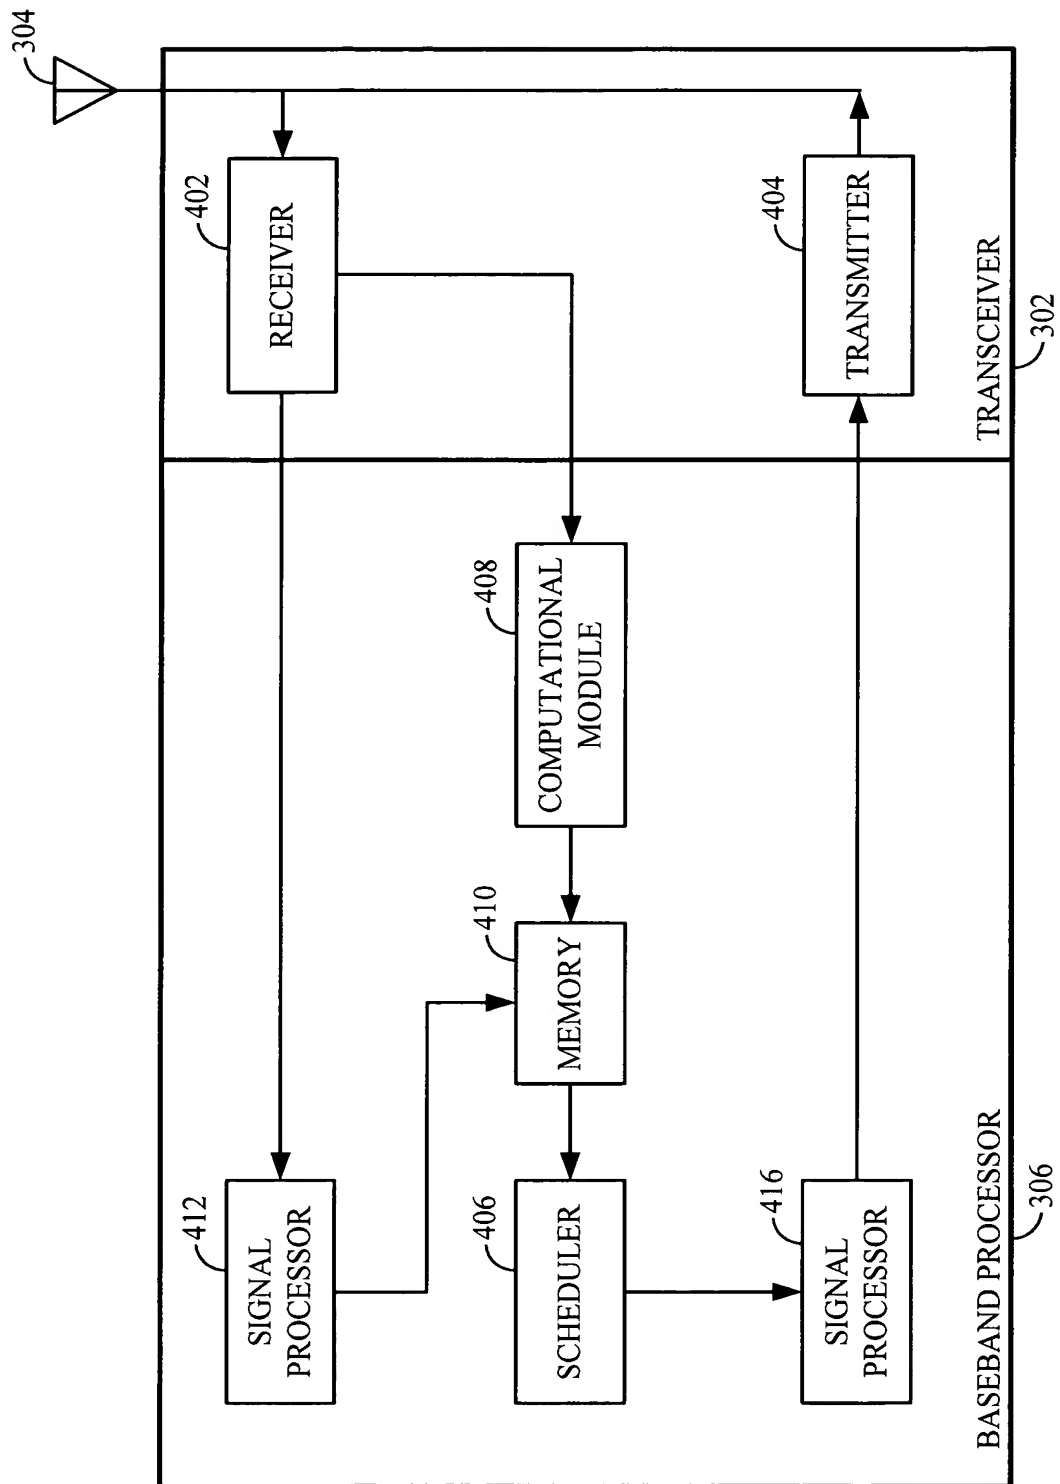 304
402
RECEIVER
404
TRANSMITTER
TRANSCEIVER
302
408
COMPUTATIONAL
MODULE
410
MEMORY
412
SIGNAL
PROCESSOR
406
SCHEDULER
416
SIGNAL
PROCESSOR
BASEBAND PROCESSOR
306